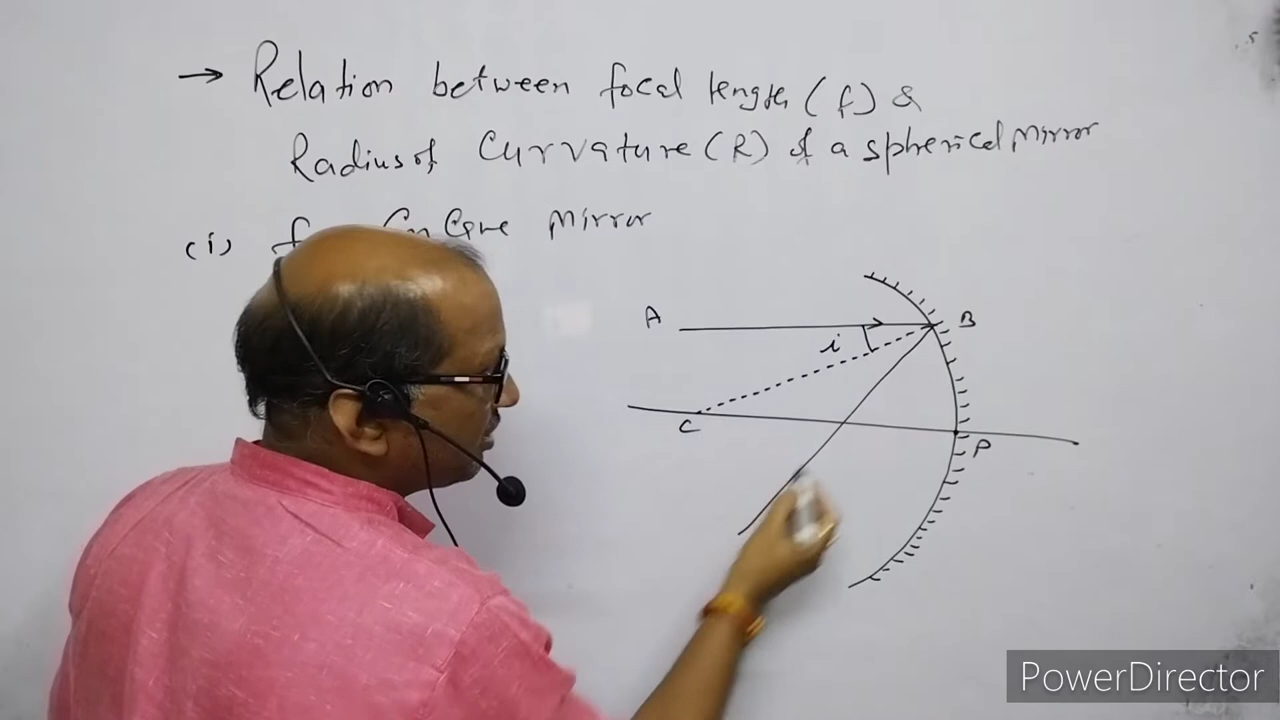 → Relation between focal length (f) &
Radius of Curvature (R) of a spherical Mirror
(i) Mirror
A
B
i
C
P
PowerDirector